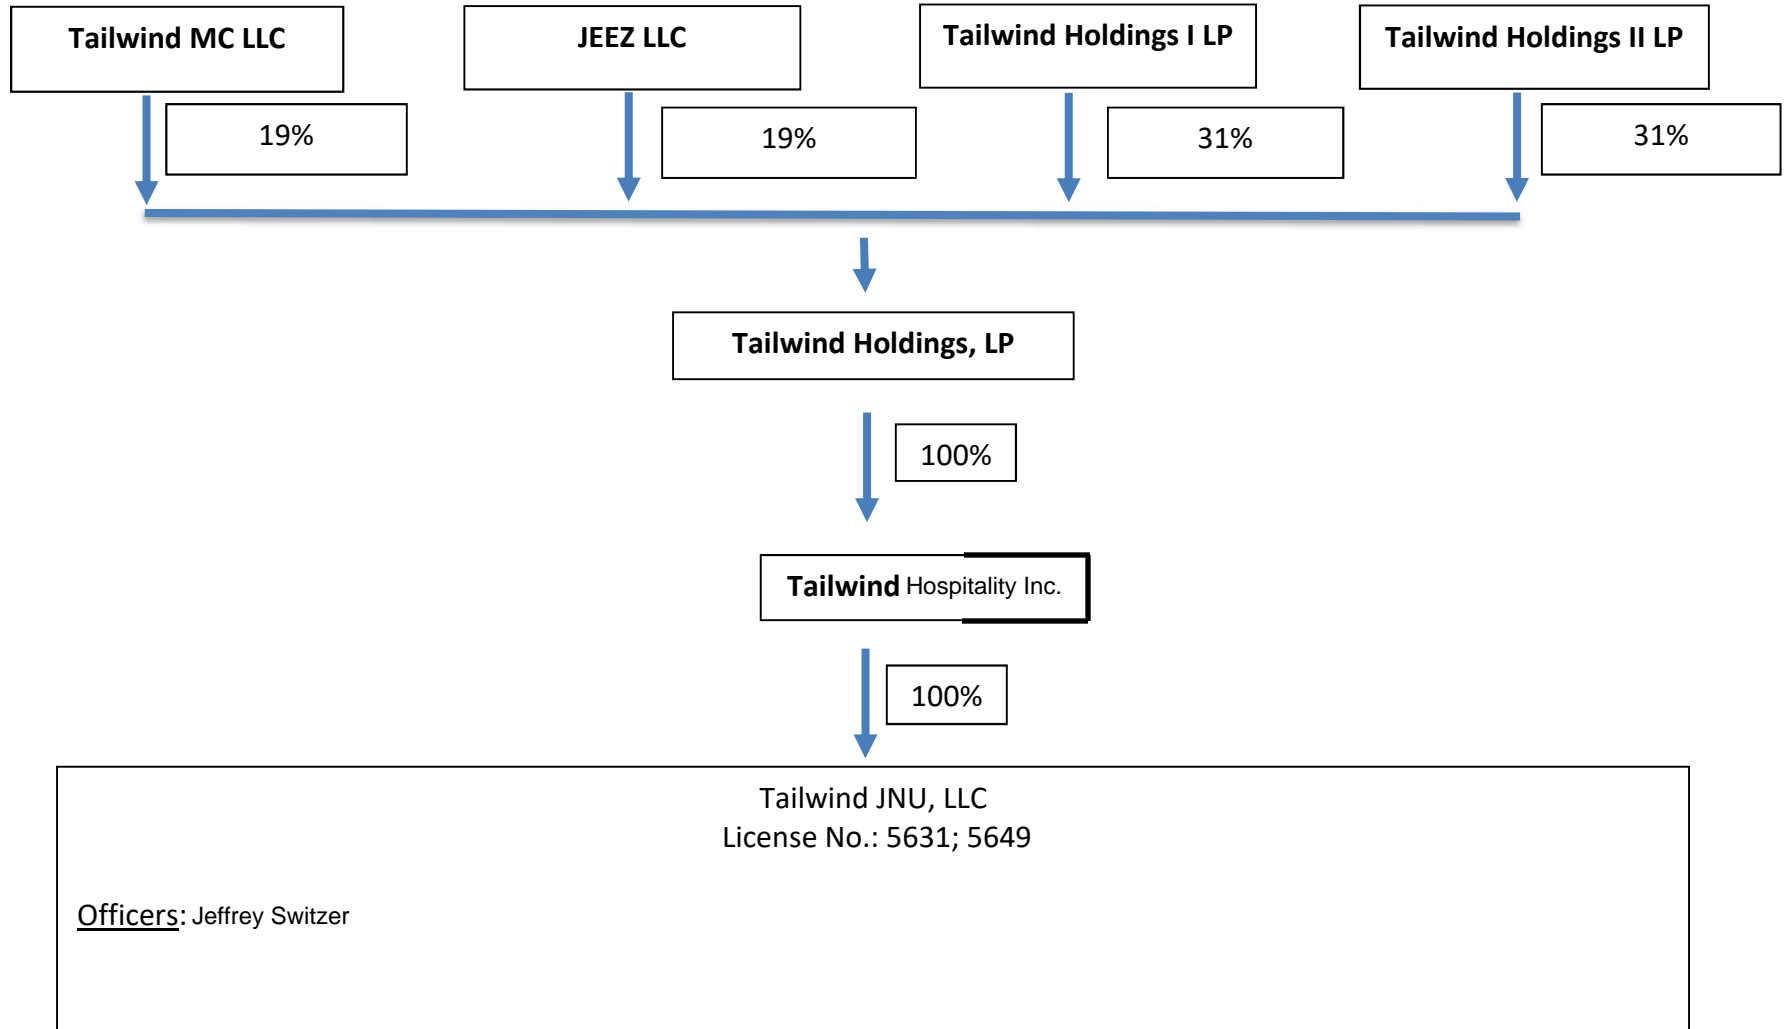 Tailwind MC LLC
JEEZ LLC
Tailwind Holdings I LP
Tailwind Holdings II LP
19%
19%
31%
31%
Tailwind Holdings, LP
100%
Tailwind Hospitality Inc.
100%
Tailwind JNU, LLC
License No.: 5631; 5649
Officers: Jeffrey Switzer